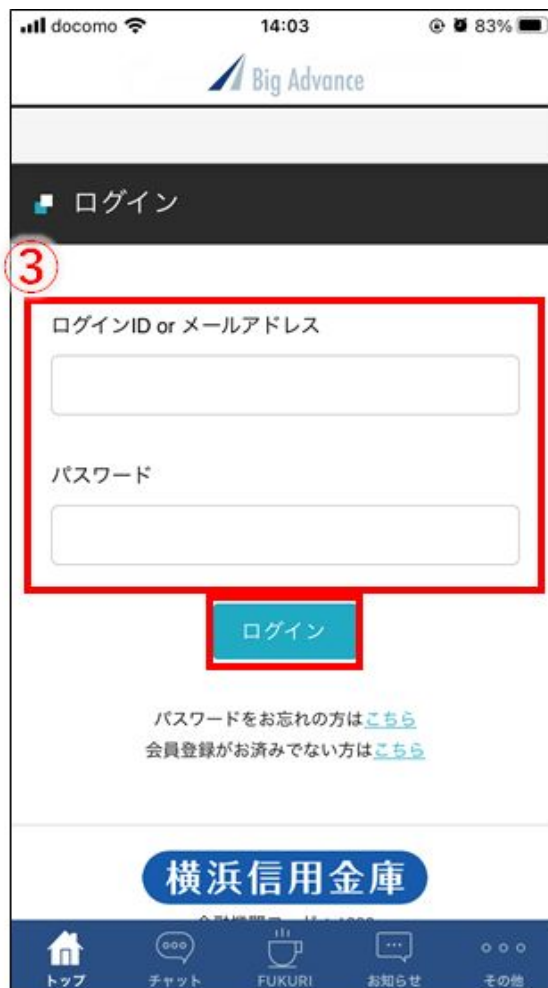 docomo 14:03 83%
Big Advance
ログイン
③
ログインID or メールアドレス
パスワード
ログイン
パスワードをお忘れの方はこちら
会員登録がお済みでない方はこちら
横浜信用金庫
トップ チャット FUKURI お知らせ その他